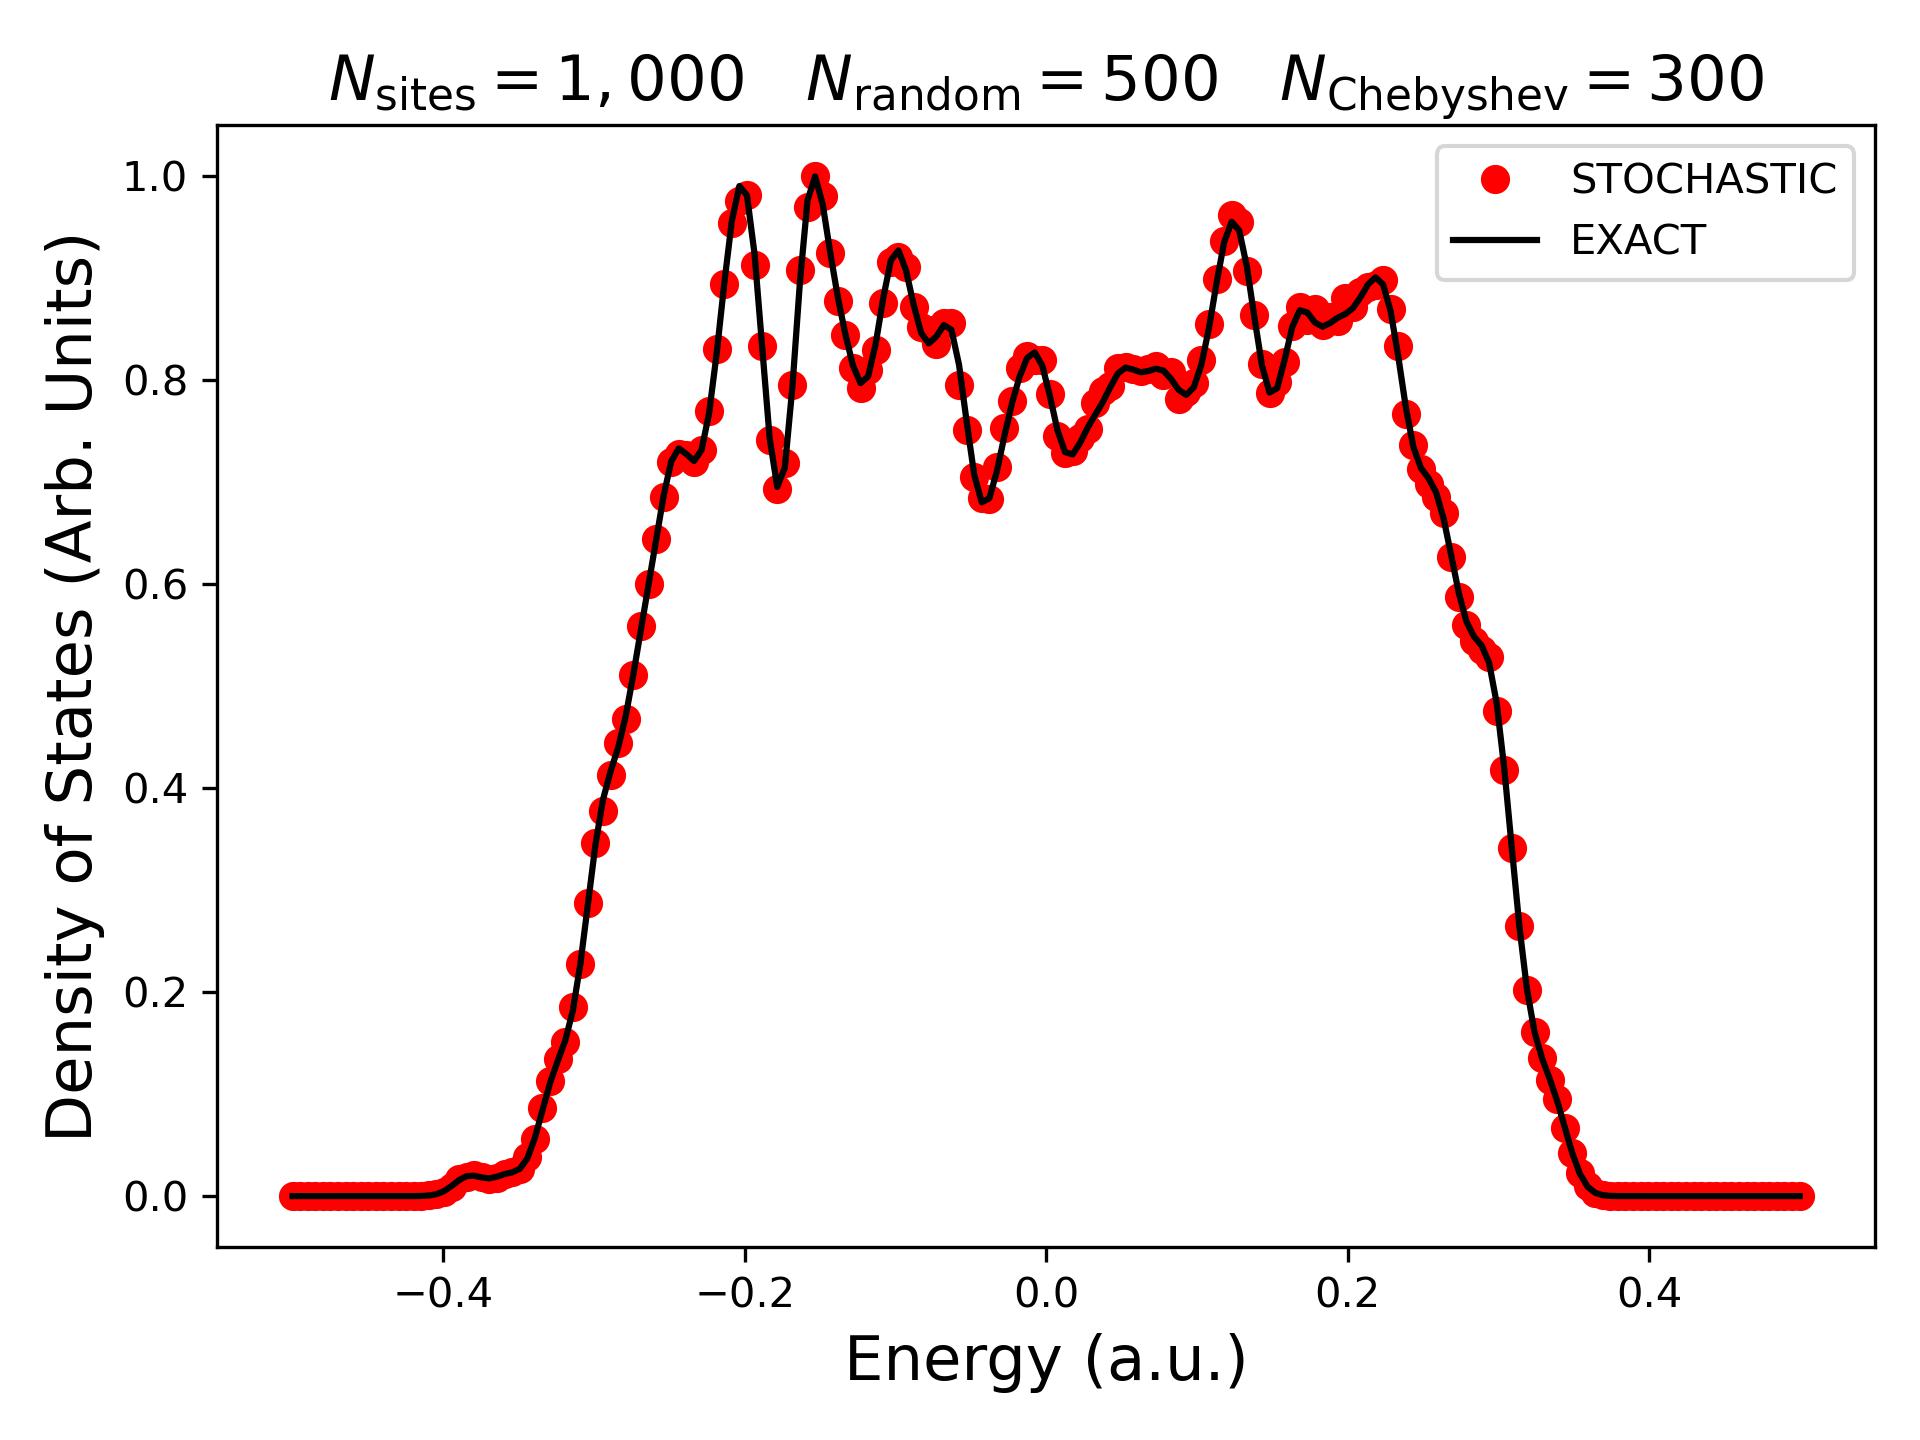 N_sites = 1,000 N_random = 500 N_Chebyshev = 300
STOCHASTIC
EXACT
Density of States (Arb. Units)
1.0
0.8
0.6
0.4
0.2
0.0
−0.4 −0.2 0.0 0.2 0.4
Energy (a.u.)